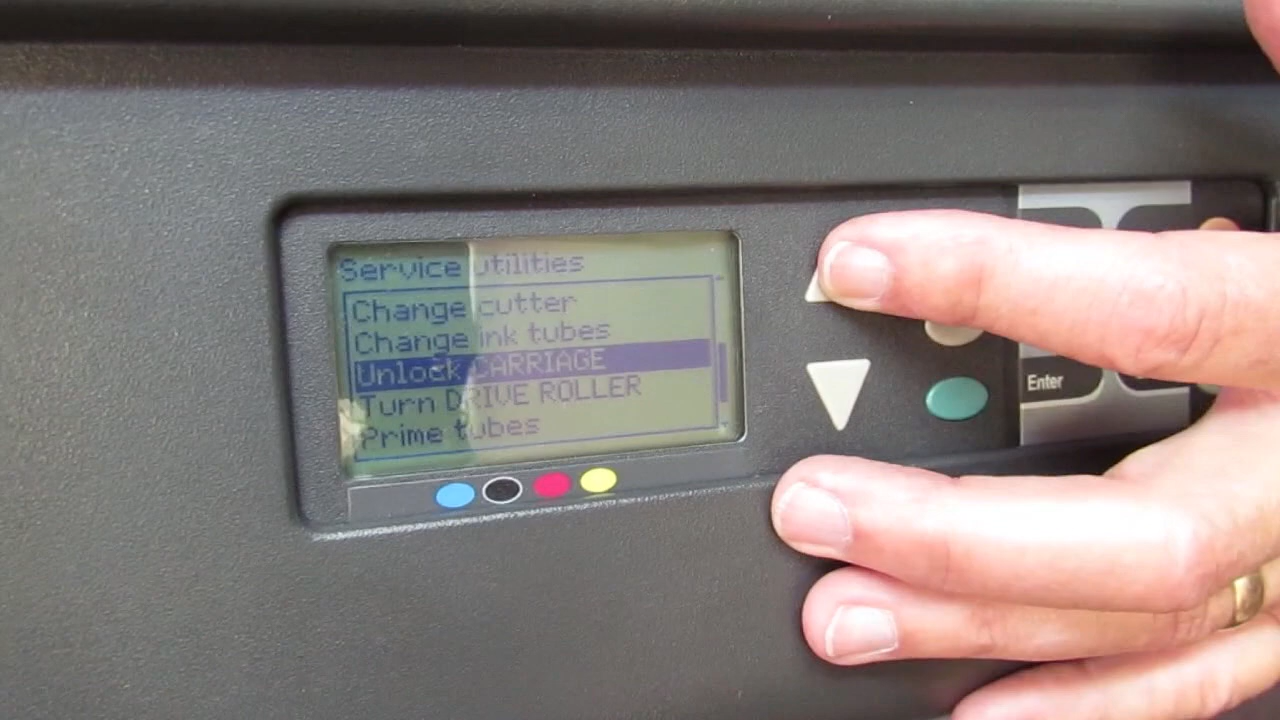 Service utilities
Change cutter
Change ink tubes
Unlock CARRIAGE
Turn DRIVE ROLLER
Prime tubes
Enter